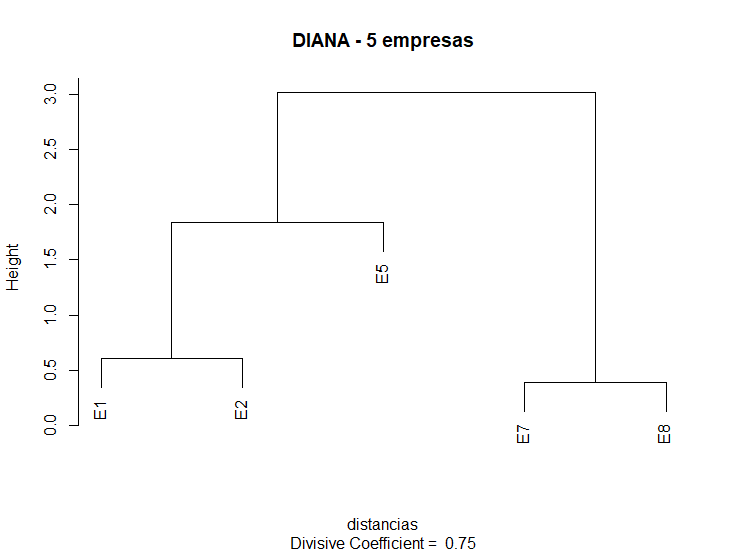 DIANA - 5 empresas
Height
3.0
2.5
2.0
1.5
1.0
0.5
0.0
E1
E2
E5
E7
E8
distancias
Divisive Coefficient = 0.75